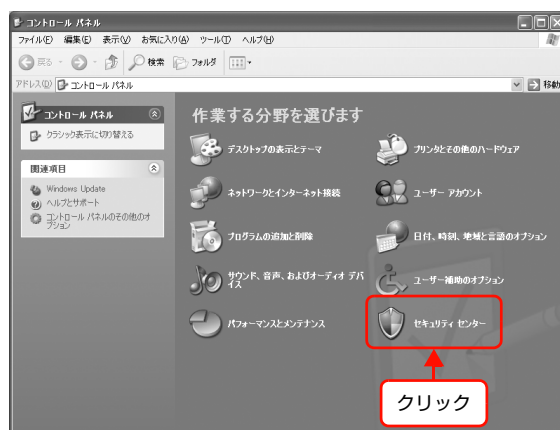 コントロール パネル
ファイル(F) 編集(E) 表示(V) お気に入り(A) ツール(T) ヘルプ(H)
戻る 検索 フォルダ
アドレス(D) コントロール パネル 移動
コントロール パネル
クラシック表示に切り替える
関連項目
Windows Update
ヘルプとサポート
コントロール パネルのその他のオ
プション
作業する分野を選びます
デスクトップの表示とテーマ
プリンタとその他のハードウェア
ネットワークとインターネット接続
ユーザー アカウント
プログラムの追加と削除
日付、時刻、地域と言語のオプション
サウンド、音声、およびオーディオ デバ
イス
ユーザー補助のオプション
パフォーマンスとメンテナンス
セキュリティ センター
クリック